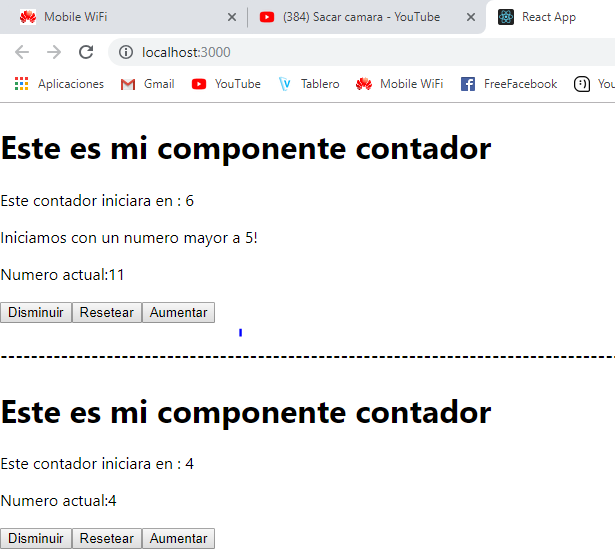 Mobile WiFi
(384) Sacar camara - YouTube
React App
localhost:3000
Aplicaciones
Gmail
YouTube
Tablero
Mobile WiFi
FreeFacebook
You
Este es mi componente contador
Este contador iniciara en : 6
Iniciamos con un numero mayor a 5!
Numero actual:11
Disminuir Resetear Aumentar
Este es mi componente contador
Este contador iniciara en : 4
Numero actual:4
Disminuir Resetear Aumentar